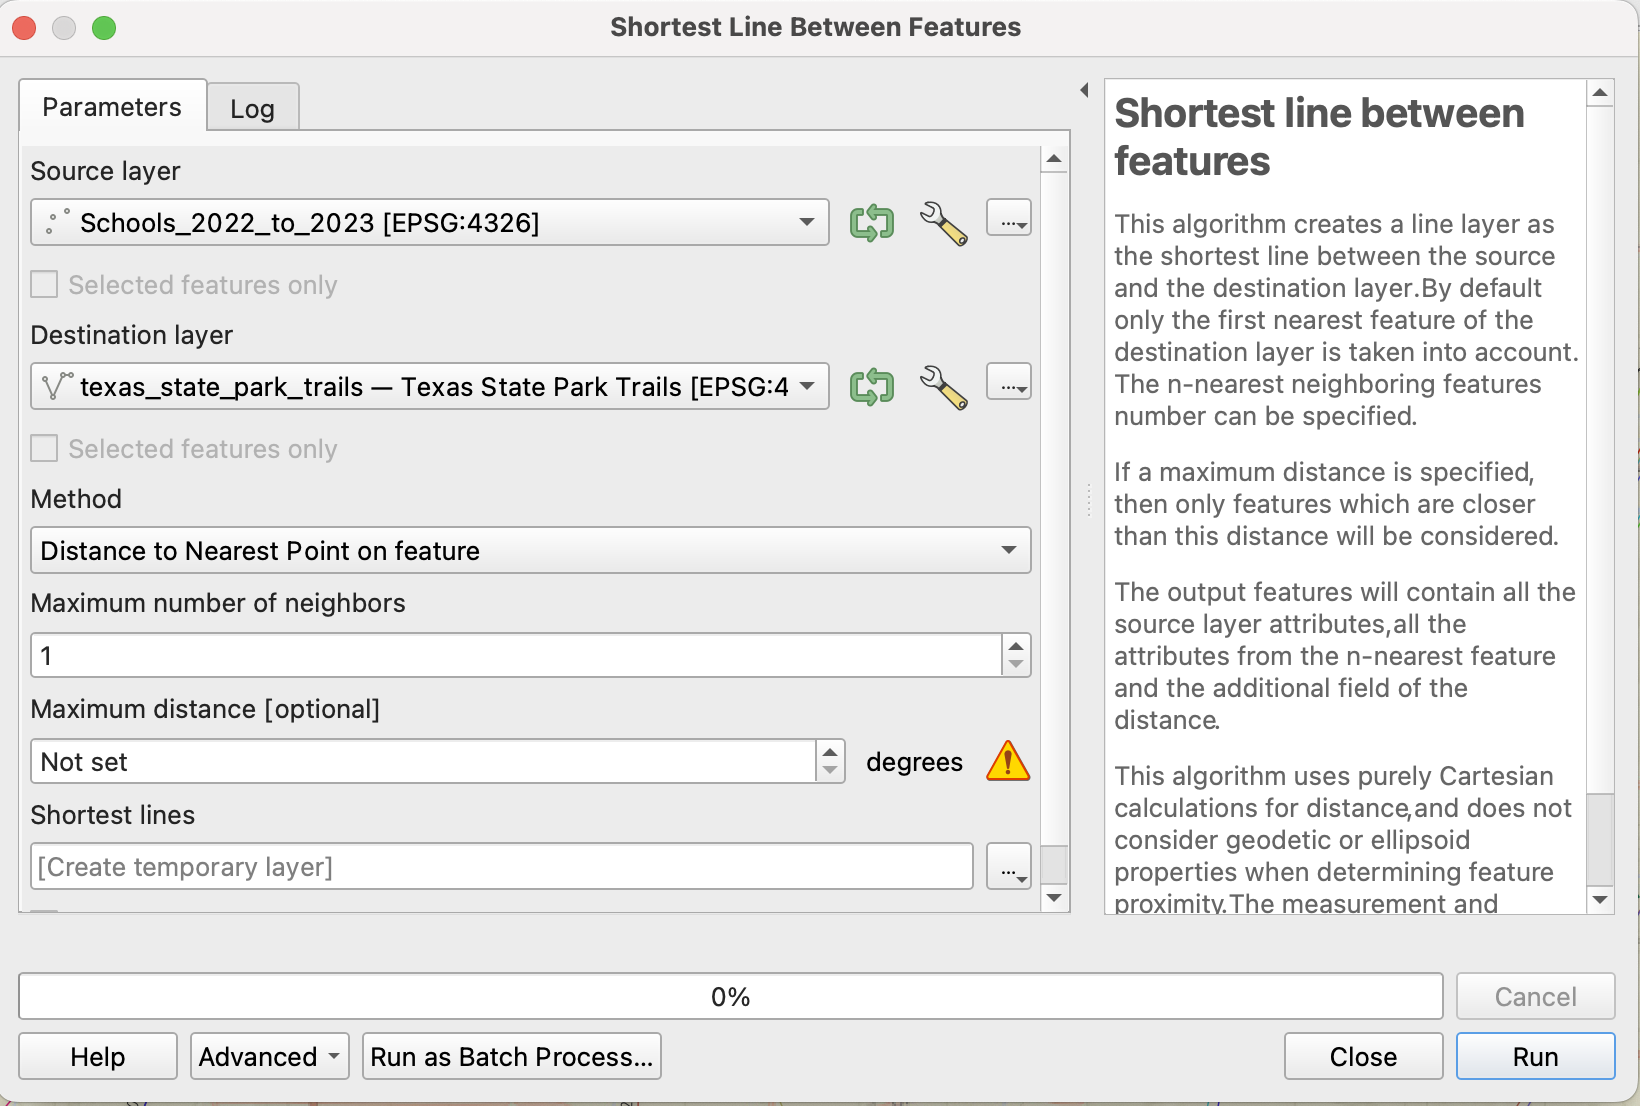 Shortest Line Between Features
Parameters
Log
Source layer
Schools_2022_to_2023 [EPSG:4326]
...
Selected features only
Destination layer
texas_state_park_trails — Texas State Park Trails [EPSG:4
...
Selected features only
Method
Distance to Nearest Point on feature
Maximum number of neighbors
1
Maximum distance [optional]
Not set
degrees
Shortest lines
[Create temporary layer]
...
Shortest line between
features
This algorithm creates a line layer as
the shortest line between the source
and the destination layer.By default
only the first nearest feature of the
destination layer is taken into account.
The n-nearest neighboring features
number can be specified.
If a maximum distance is specified,
then only features which are closer
than this distance will be considered.
The output features will contain all the
source layer attributes,all the
attributes from the n-nearest feature
and the additional field of the
distance.
This algorithm uses purely Cartesian
calculations for distance,and does not
consider geodetic or ellipsoid
properties when determining feature
proximity.The measurement and
0%
Cancel
Help
Advanced
Run as Batch Process...
Close
Run